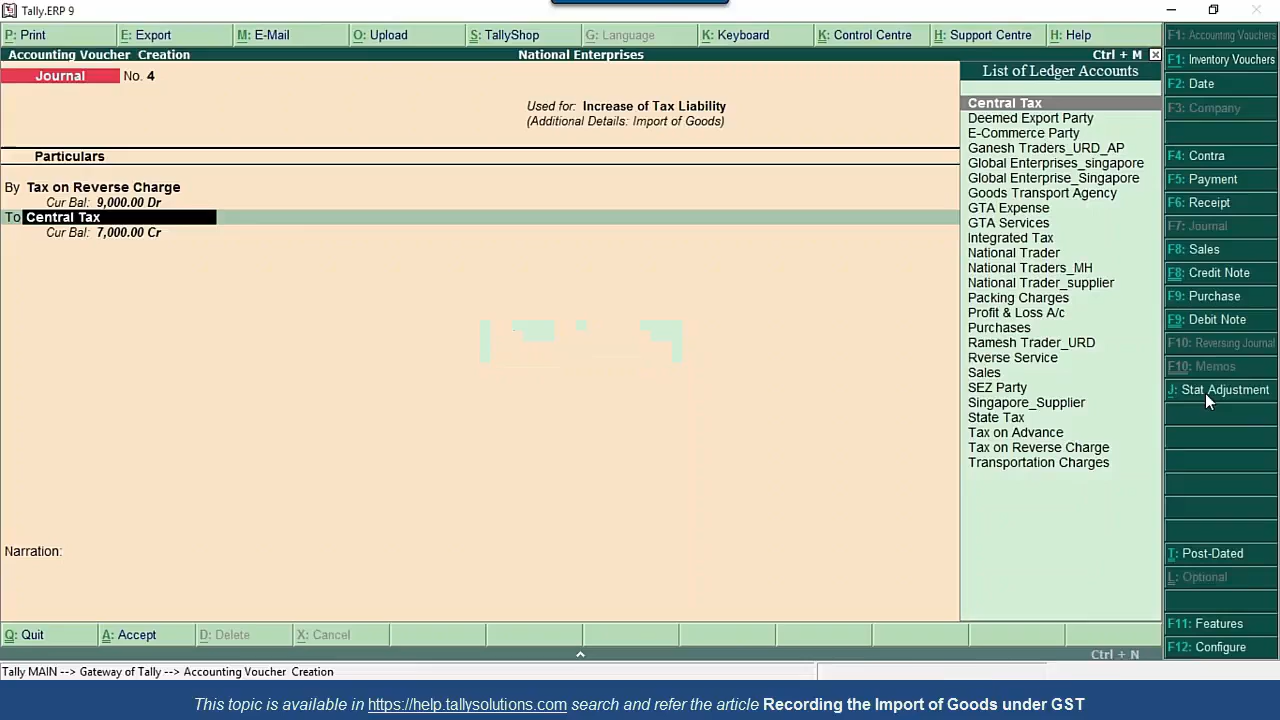 Tally.ERP 9
P: Print E: Export M: E-Mail O: Upload S: TallyShop G: Language K: Keyboard K: Control Centre H: Support Centre H: Help
Accounting Voucher Creation National Enterprises Ctrl + M
Journal No. 4
Used for: Increase of Tax Liability
(Additional Details: Import of Goods)
Particulars
By Tax on Reverse Charge
Cur Bal: 9,000.00 Dr
To Central Tax
Cur Bal: 7,000.00 Cr
Narration:
List of Ledger Accounts
Central Tax
Deemed Export Party
E-Commerce Party
Ganesh Traders_URD_AP
Global Enterprises_singapore
Global Enterprise_Singapore
Goods Transport Agency
GTA Expense
GTA Services
Integrated Tax
National Trader
National Traders_MH
National Trader_supplier
Packing Charges
Profit & Loss A/c
Purchases
Ramesh Trader_URD
Rverse Service
Sales
SEZ Party
Singapore_Supplier
State Tax
Tax on Advance
Tax on Reverse Charge
Transportation Charges
F1: Accounting Vouchers
F1: Inventory Vouchers
F2: Date
F3: Company
F4: Contra
F5: Payment
F6: Receipt
F7: Journal
F8: Sales
F8: Credit Note
F9: Purchase
F9: Debit Note
F10: Reversing Journal
F10: Memos
J: Stat Adjustment
T: Post-Dated
L: Optional
F11: Features
F12: Configure
Q: Quit A: Accept D: Delete X: Cancel
Ctrl + N
Tally MAIN --> Gateway of Tally --> Accounting Voucher Creation
This topic is available in https://help.tallysolutions.com search and refer the article Recording the Import of Goods under GST